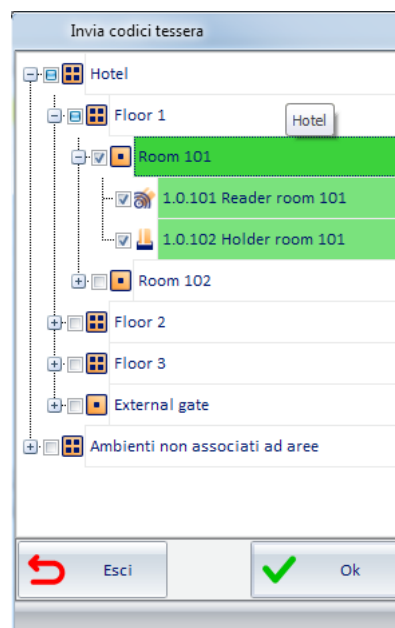 Invia codici tessera
Hotel
Floor 1
Hotel
Room 101
1.0.101 Reader room 101
1.0.102 Holder room 101
Room 102
Floor 2
Floor 3
External gate
Ambienti non associati ad aree
Esci
Ok